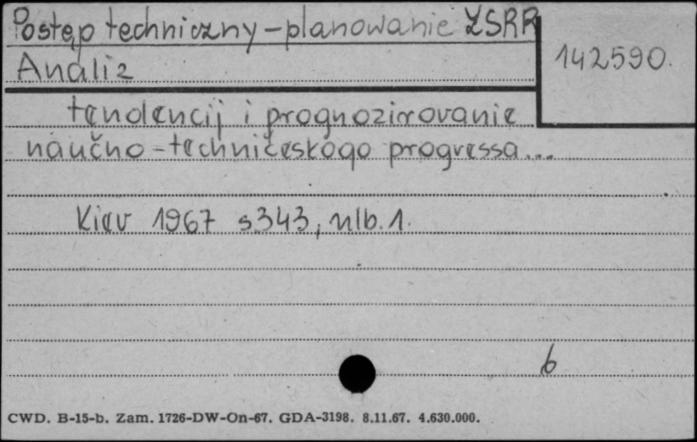 Postęp techniczny - planowanie ZSRR
142590.
Analiz
tendencij i prognozirovanie
naučno-techničeskogo progressa...
Kiev 1967 s.343, nlb.1.
b
CWD. B-15-b. Zam. 1726-DW-On-67. GDA-3198. 8.11.67. 4.630.000.